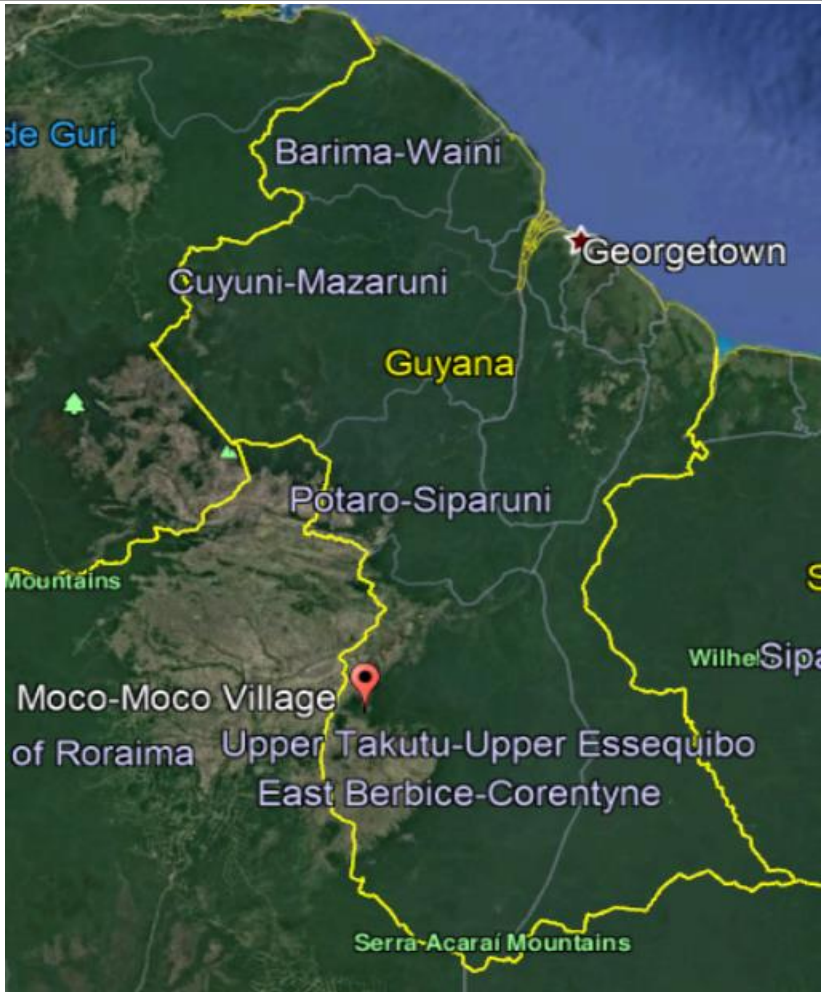 de Guri
Barima-Waini
Georgetown
Cuyuni-Mazaruni
Guyana
Potaro-Siparuni
Mountains
S
Wilhel
Sipa
Moco-Moco Village
of Roraima
Upper Takutu-Upper Essequibo
East Berbice-Corentyne
Serra Acaraí Mountains